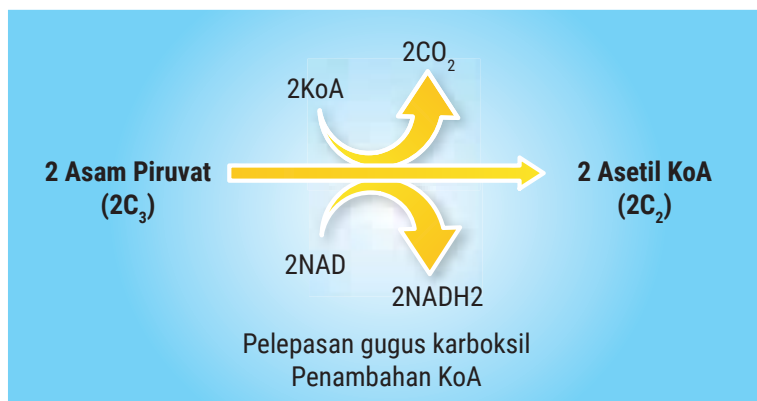 2CO₂
2KoA
2 Asam Piruvat
(2C₃)
2 Asetil KoA
(2C₂)
2NAD
2NADH2
Pelepasan gugus karboksil
Penambahan KoA